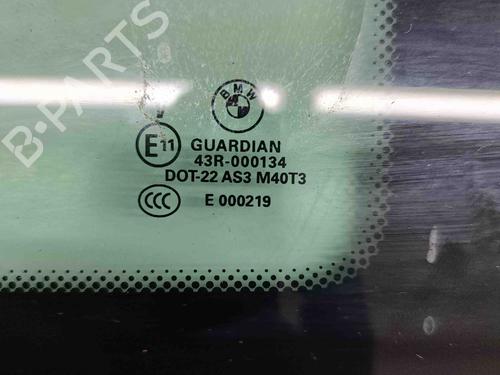 B-PARTS
BMW
E11
GUARDIAN
43R-000134
DOT-22 AS3 M40T3
CCC
E 000219